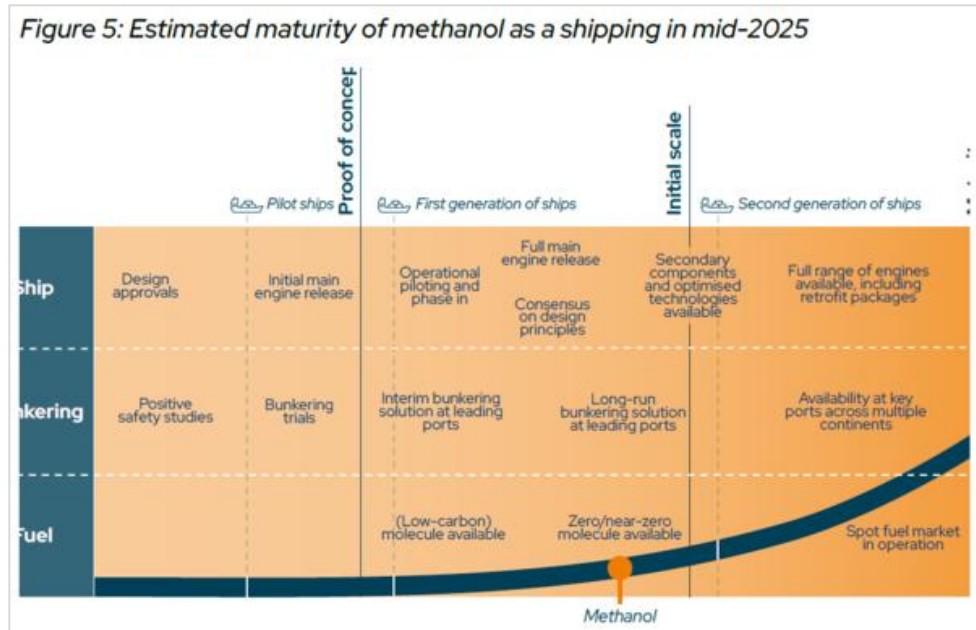 Figure 5: Estimated maturity of methanol as a shipping in mid-2025
Proof of concep
Initial scale
Pilot ships
First generation of ships
Second generation of ships
Ship
Design
approvals
Initial main
engine release
Operational
piloting and
phase in
Full main
engine release
Consensus
on design
principles
Secondary
components
and optimised
technologies
available
Full range of engines
available, including
retrofit packages
nkering
Positive
safety studies
Bunkering
trials
Interim bunkering
solution at leading
ports
Long-run
bunkering solution
at leading ports
Availability at key
ports across multiple
continents
Fuel
(Low-carbon)
molecule available
Zero/near-zero
molecule available
Spot fuel market
in operation
Methanol